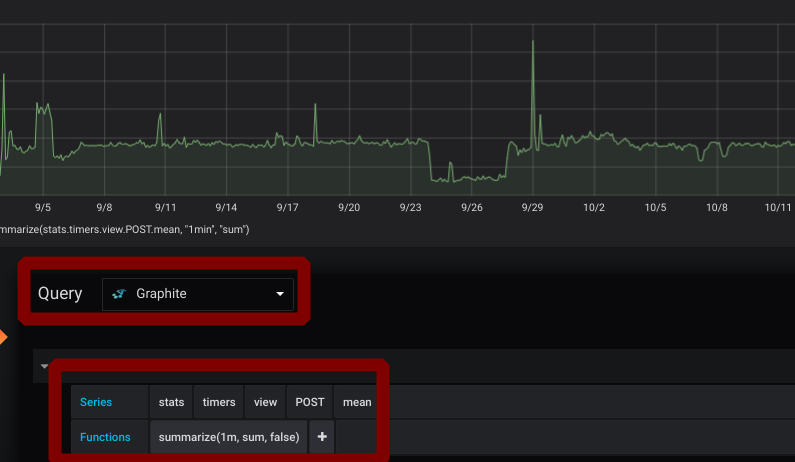 9/5 9/8 9/11 9/14 9/17 9/20 9/23 9/26 9/29 10/2 10/5 10/8 10/11
mmarize(stats.timers.view.POST.mean, "1min", "sum")
Query Graphite
Series stats timers view POST mean
Functions summarize(1m, sum, false) +